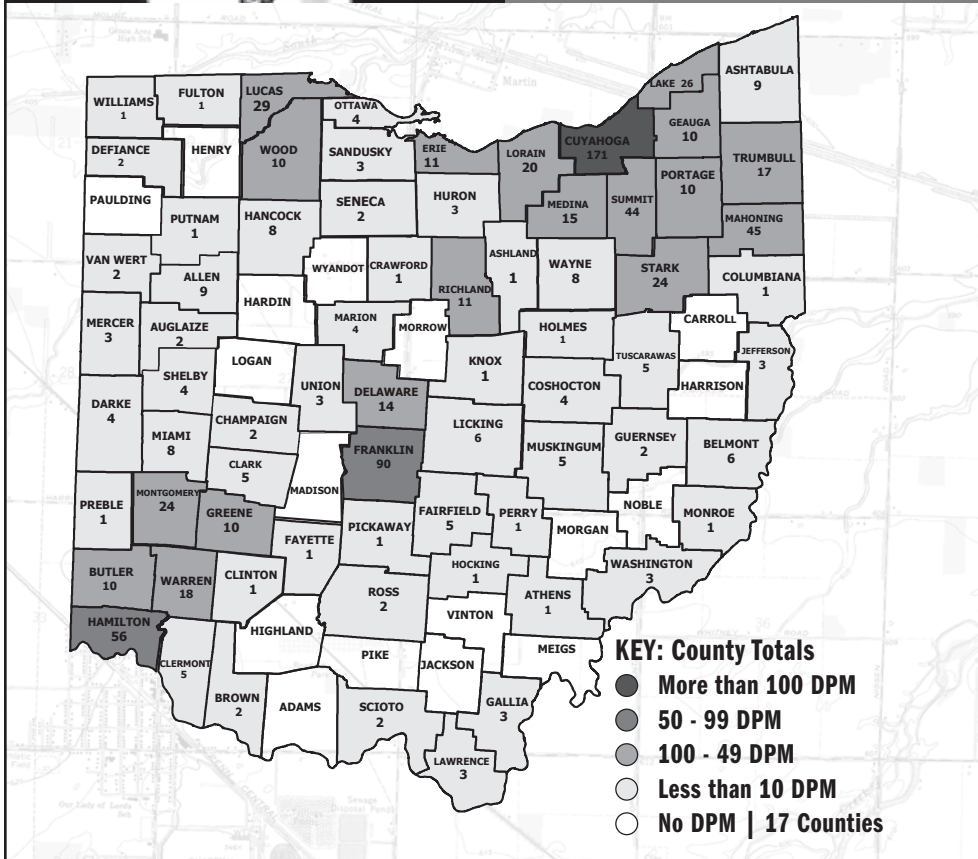 WILLIAMS
1
FULTON
1
LUCAS
29
OTTAWA
4
LAKE 26
ASHTABULA
9
GEAUGA
10
CUYAHOGA
171
DEFIANCE
2
HENRY
WOOD
10
SANDUSKY
3
ERIE
11
LORAIN
20
TRUMBULL
17
PORTAGE
10
SUMMIT
44
MEDINA
15
MAHONING
45
PAULDING
PUTNAM
1
HANCOCK
8
SENECA
2
HURON
3
VAN WERT
2
ALLEN
9
WYANDOT
CRAWFORD
1
RICHLAND
11
ASHLAND
1
WAYNE
8
STARK
24
COLUMBIANA
1
HARDIN
MERCER
3
AUGLAIZE
2
MARION
4
MORROW
HOLMES
1
CARROLL
TUSCARAWAS
5
JEFFERSON
3
LOGAN
SHELBY
4
UNION
3
DELAWARE
14
KNOX
1
COSHOCTON
4
HARRISON
DARKE
4
MIAMI
8
CHAMPAIGN
2
LICKING
6
MUSKINGUM
5
GUERNSEY
2
BELMONT
6
CLARK
5
FRANKLIN
90
MADISON
PREBLE
1
MONTGOMERY
24
GREENE
10
FAYETTE
1
PICKAWAY
1
FAIRFIELD
5
PERRY
1
MORGAN
NOBLE
MONROE
1
WASHINGTON
3
BUTLER
10
WARREN
18
CLINTON
1
ROSS
2
HOCKING
1
ATHENS
1
HAMILTON
56
HIGHLAND
VINTON
MEIGS
CLERMONT
5
PIKE
JACKSON
BROWN
2
ADAMS
SCIOTO
2
GALLIA
3
LAWRENCE
3
KEY: County Totals
More than 100 DPM
50 - 99 DPM
100 - 49 DPM
Less than 10 DPM
No DPM | 17 Counties
Martin